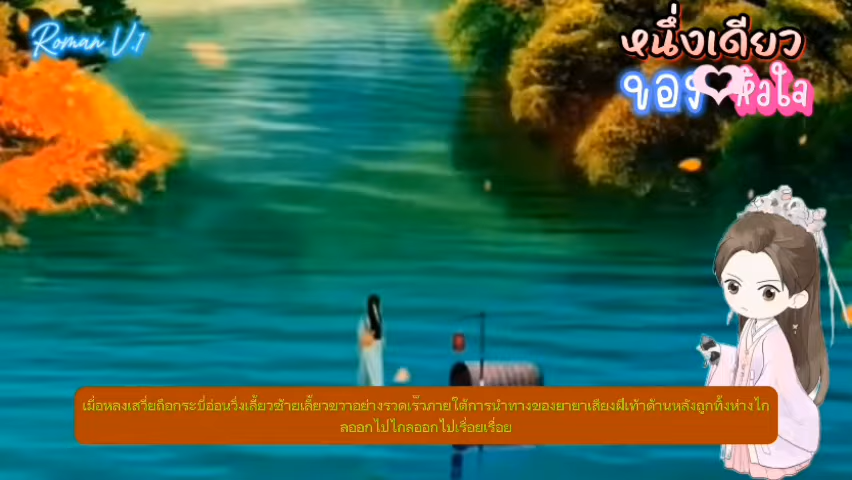 Roman V.1
หนึ่งเดียว
ของหัวใจ
เมื่อหลงเสวี่ยถือกระบี่อ่อนวิ่งเลี้ยวซ้ายเลี้ยวขวาอย่างรวดเร็วภายใต้การนำทางของยายาเสียงฝีเท้าด้านหลังถูกทิ้งห่างไก
ลออกไปไกลออกไปเรื่อยเรื่อย